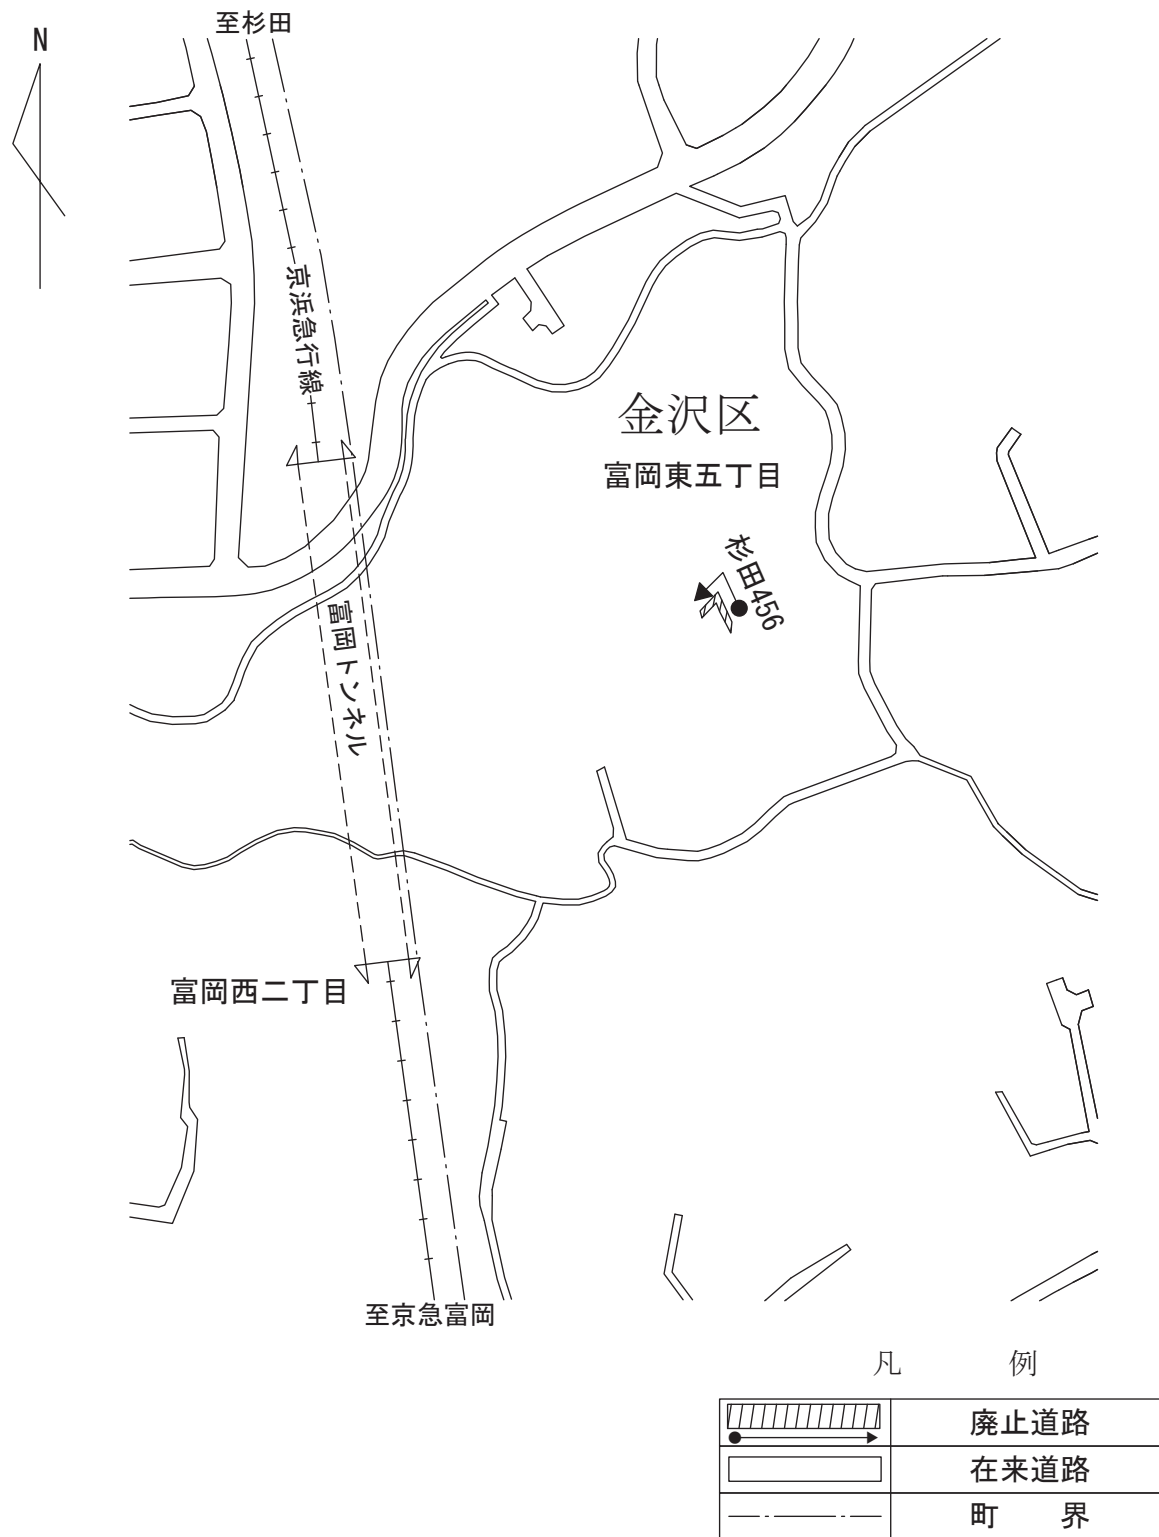 至杉田
N
京浜急行線
金沢区
富岡東五丁目
杉田456
富岡トンネル
富岡西二丁目
至京急富岡
凡 例
廃止道路
在来道路
町 界